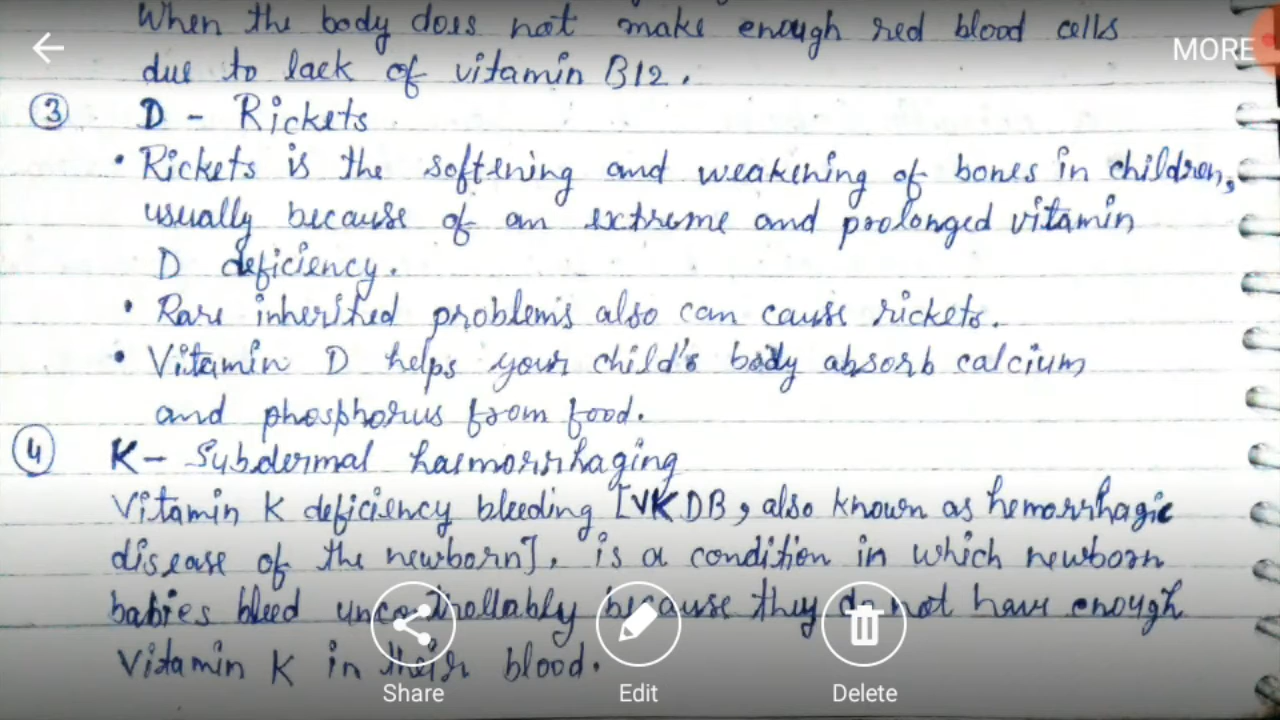 When the body does not make enough red blood cells
MORE
due to lack of vitamin B12.
3 D - Rickets
• Rickets is the softening and weakening of bones in children,
usually because of an extreme and prolonged vitamin
D deficiency.
• Rare inherited problems also can cause rickets.
• Vitamin D helps your child's body absorb calcium
and phosphorus from food.
4 K- Subdermal haemorrhaging
Vitamin K deficiency bleeding [VKDB, also known as hemorrhagic
disease of the newborn], is a condition in which newborn
babies bleed uncontrollably because they do not have enough
Vitamin K in their blood.
Share Edit Delete